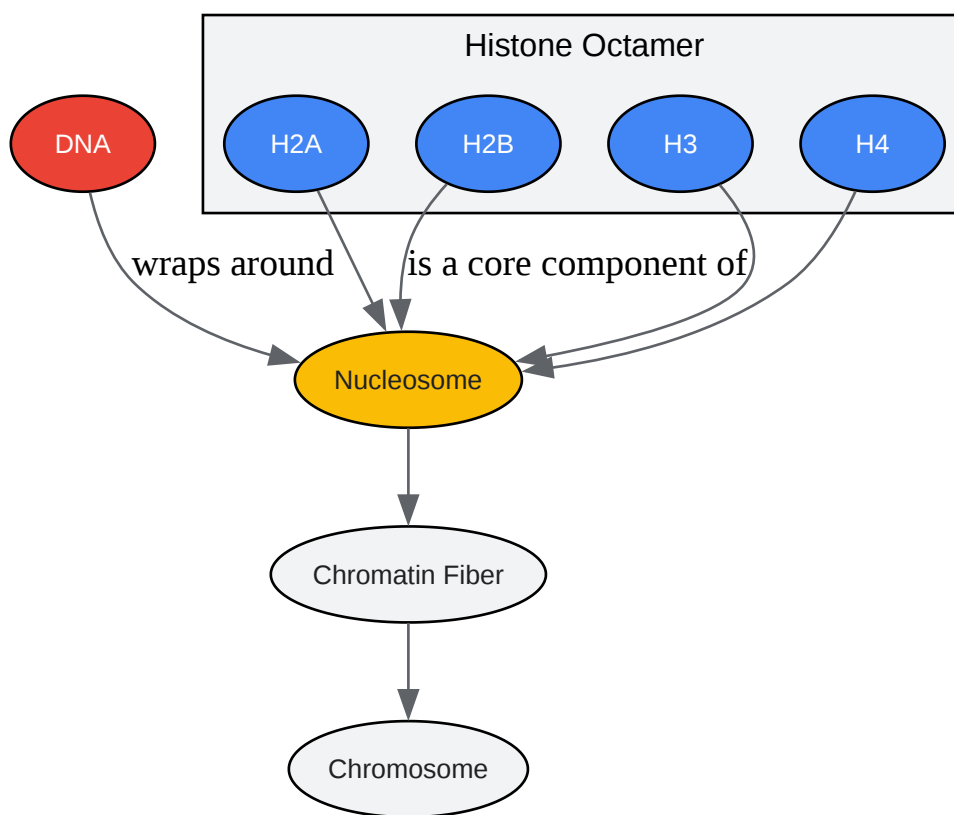 Histone Octamer
DNA
H2A
H2B
H3
H4
wraps around
is a core component of
Nucleosome
Chromatin Fiber
Chromosome